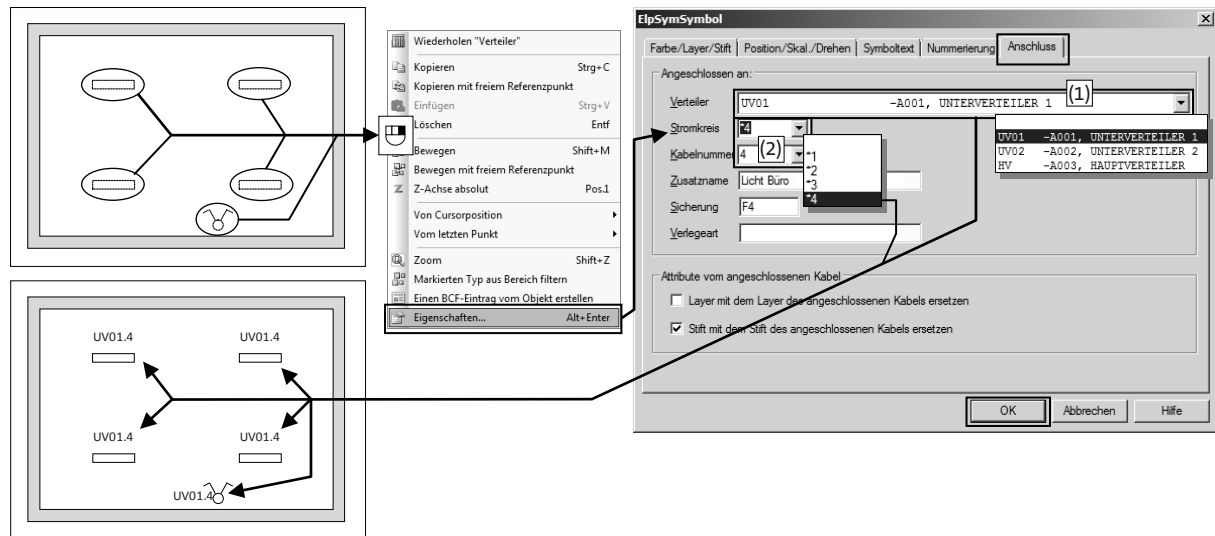 Wiederholen "Verteiler"
Kopieren Strg+C
Kopieren mit freiem Referenzpunkt
Einfügen Strg+V
Löschen Entf
Bewegen Shift+M
Bewegen mit freiem Referenzpunkt
Z-Achse absolut Pos1
Von Cursorposition
Vom letzten Punkt
Zoom Shift+Z
Markierten Typ aus Bereich filtern
Einen BCF-Eintrag vom Objekt erstellen
Eigenschaften... Alt+Enter
ElpSymSymbol
Farbe/Layer/Stift Position/Skal./Drehen Symboltext Nummerierung Anschluss
Angeschlossen an:
Verteiler UV01 -A001, UNTERVERTEILER 1 (1)
UV01 -A001, UNTERVERTEILER 1
UV02 -A002, UNTERVERTEILER 2
HV -A003, HAUPTVERTEILER
Stromkreis *4
Kabelnummer 4 (2)
*1
*2
*3
*4
Zusatzname Licht Büro
Sicherung F4
Verlegeart
Attribute vom angeschlossenen Kabel
Layer mit dem Layer des angeschlossenen Kabels ersetzen
Stift mit dem Stift des angeschlossenen Kabels ersetzen
OK Abbrechen Hilfe
UV01.4 UV01.4
UV01.4 UV01.4
UV01.4